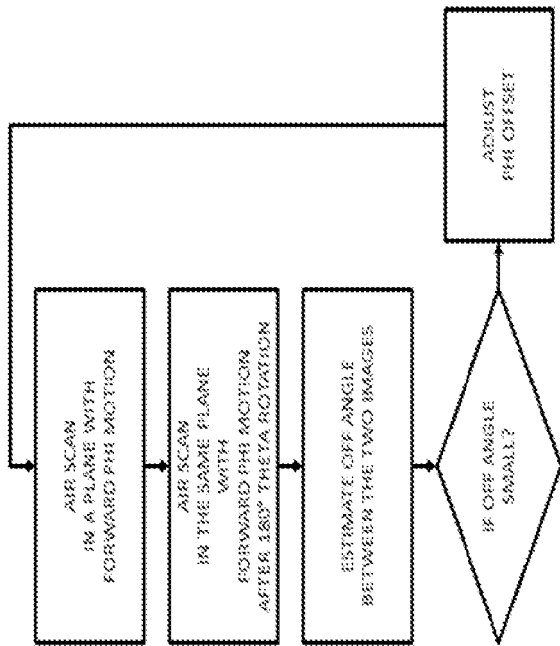 AIR SCAN
IN A PLANE WITH
FORWARD PHI MOTION
AIR SCAN
IN THE SAME PLANE
WITH
FORWARD PHI MOTION
AFTER 180° THETA ROTATION
ESTIMATE OFF ANGLE
BETWEEN THE TWO IMAGES
IF OFF ANGLE
SMALL?
ADJUST
PHI OFFSET